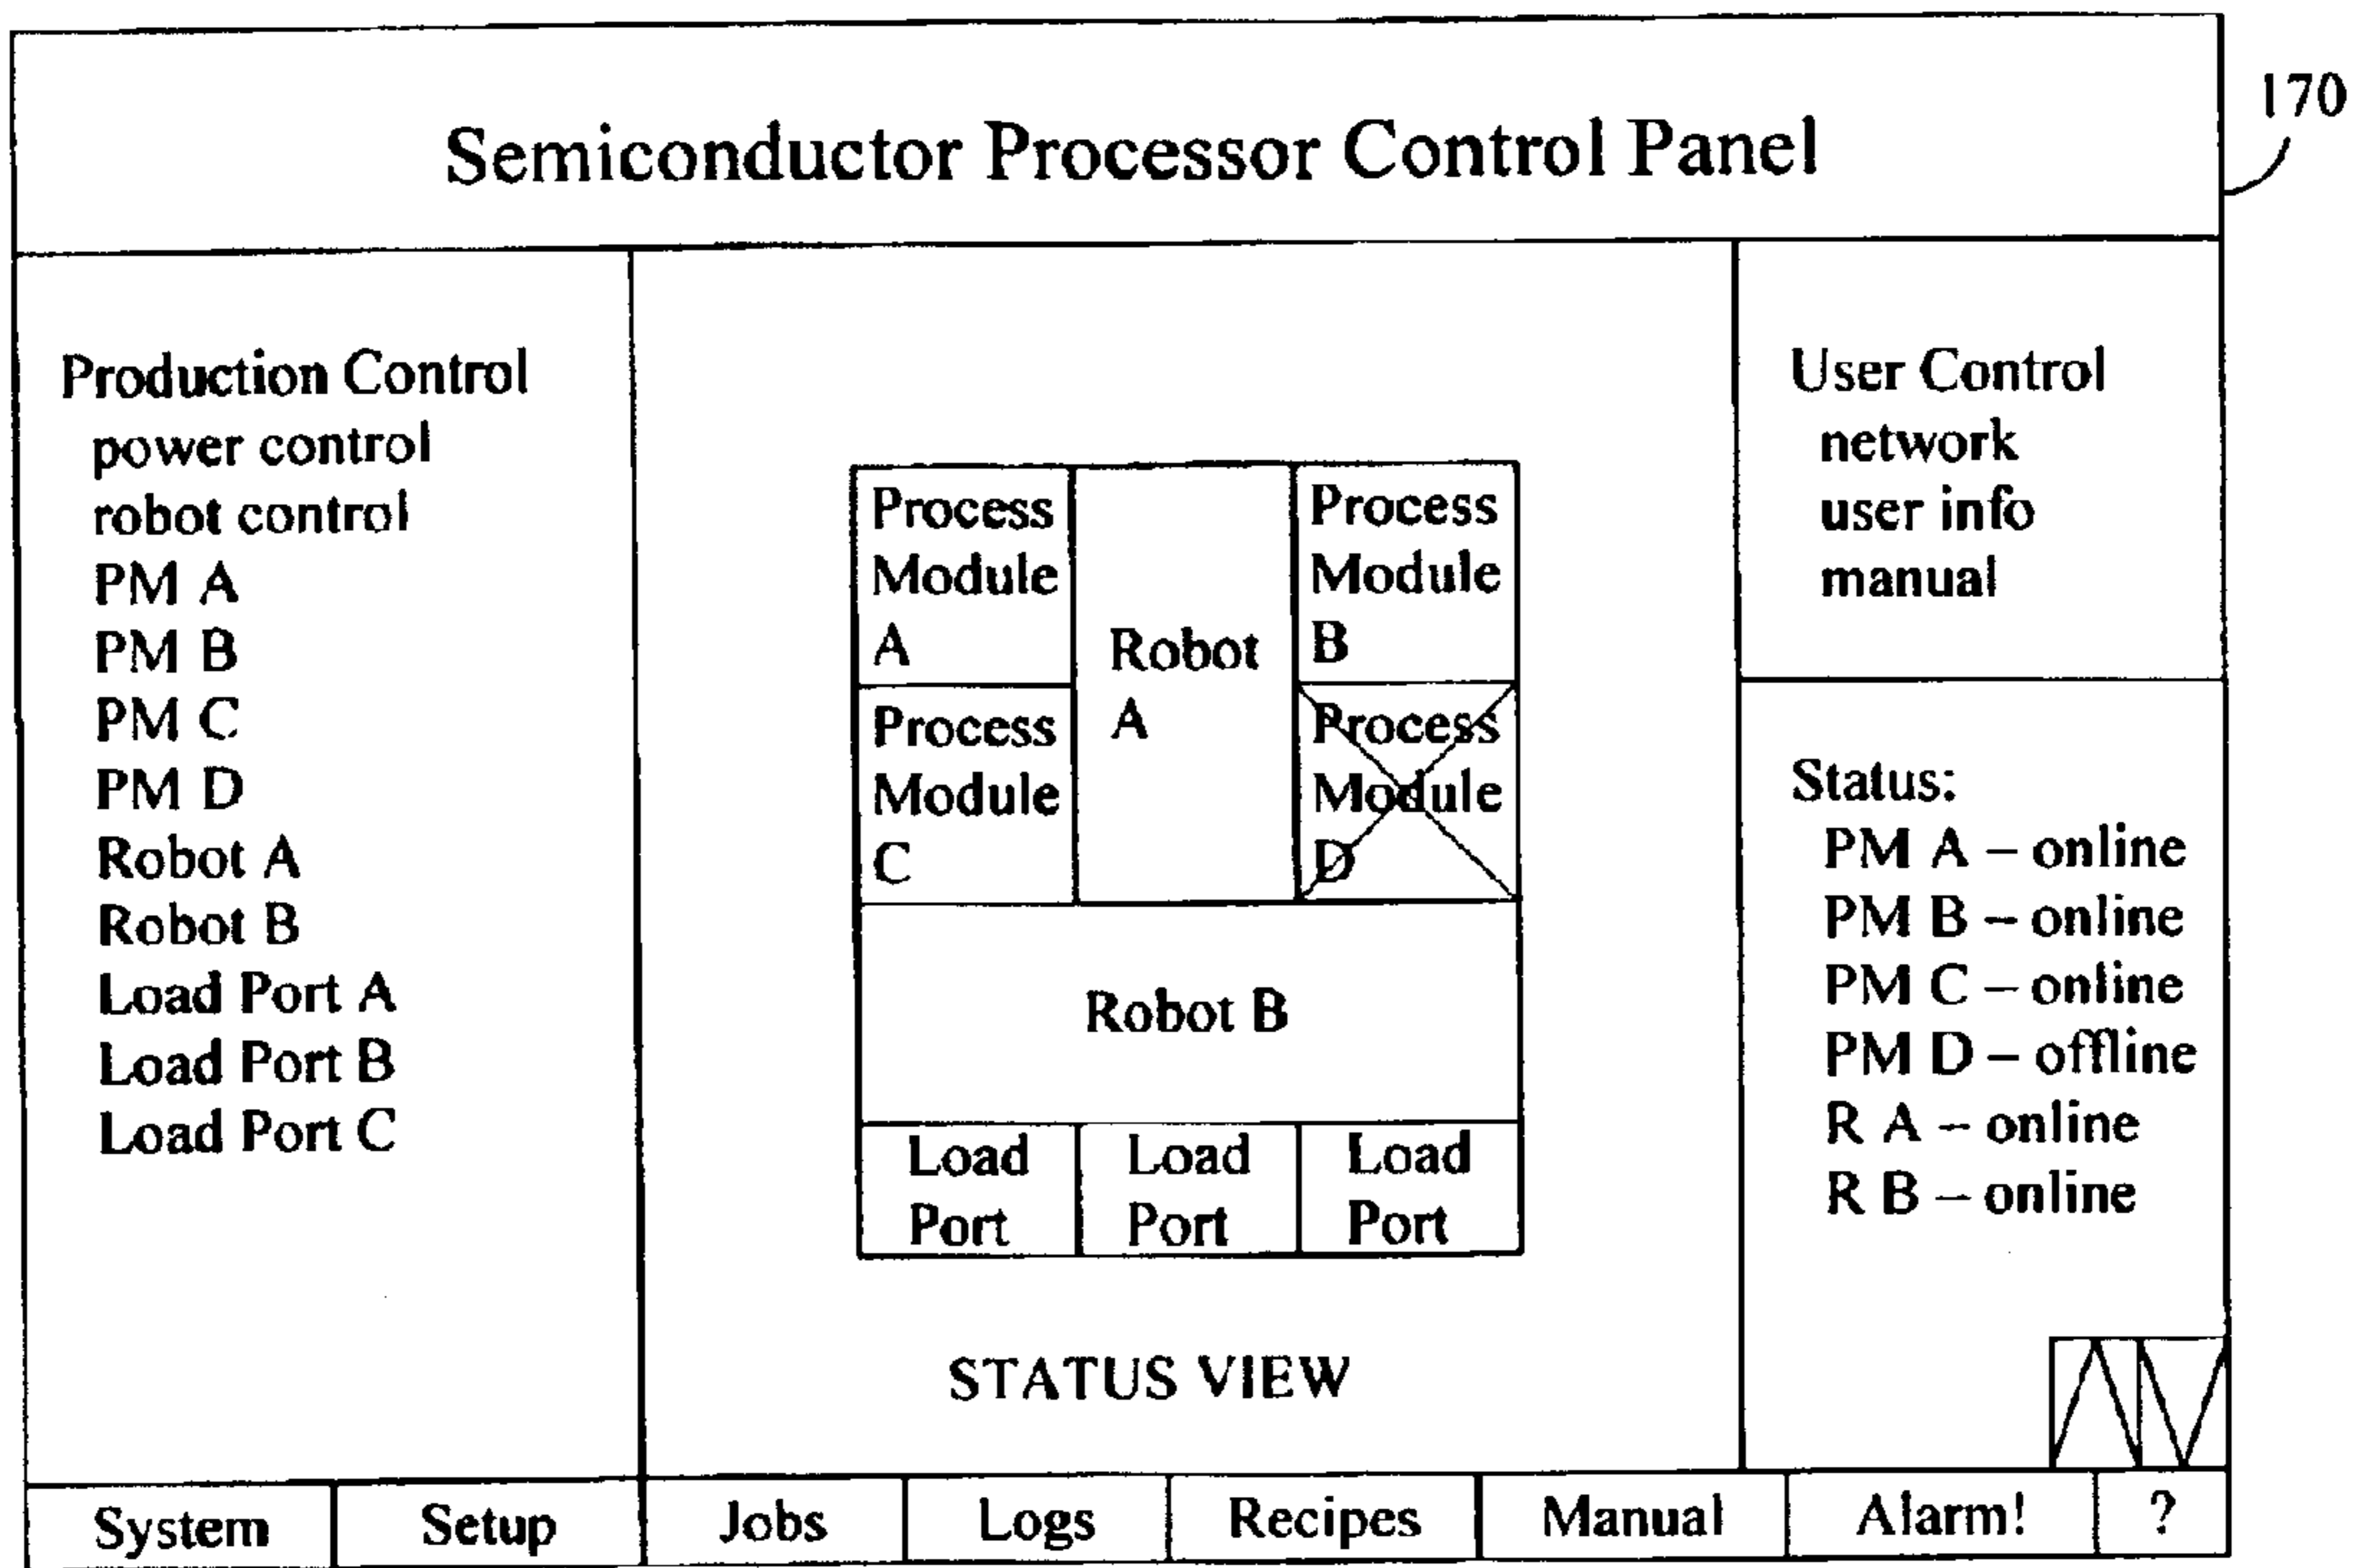 170
Semiconductor Processor Control Panel
Production Control
power control
robot control
PM A
PM B
PM C
PM D
Robot A
Robot B
Load Port A
Load Port B
Load Port C
Process
Module
A
Robot
A
Process
Module
B
Process
Module
C
Process
Module
D
Robot B
Load
Port
Load
Port
Load
Port
STATUS VIEW
User Control
network
user info
manual
Status:
PM A – online
PM B – online
PM C – online
PM D – offline
R A – online
R B – online
System
Setup
Jobs
Logs
Recipes
Manual
Alarm!
?